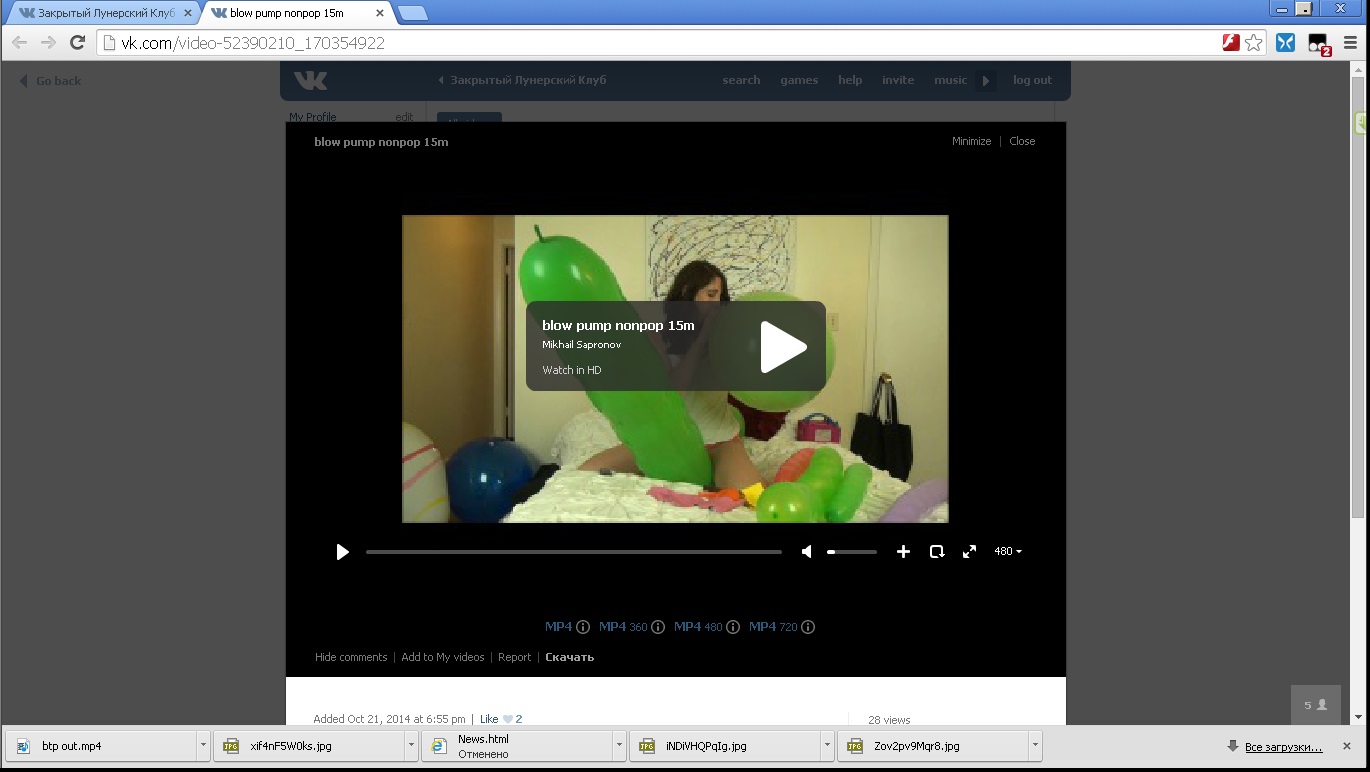 Закрытый Лунерский Клуб
blow pump nonpop 15m
vk.com/video-52390210_170354922
2
Go back
Закрытый Лунерский Клуб
search games help invite music log out
My Profile
edit
blow pump nonpop 15m
Minimize | Close
blow pump nonpop 15m
Mikhail Sapronov
Watch in HD
480
MP4 MP4 360 MP4 480 MP4 720
Hide comments | Add to My videos | Report | Скачать
5
Added Oct 21, 2014 at 6:55 pm | Like 2
28 views
btp out.mp4
xif4nF5W0ks.jpg
News.html
Отменено
iNDiVHQPqIg.jpg
Zov2pv9Mqr8.jpg
Все загрузки...